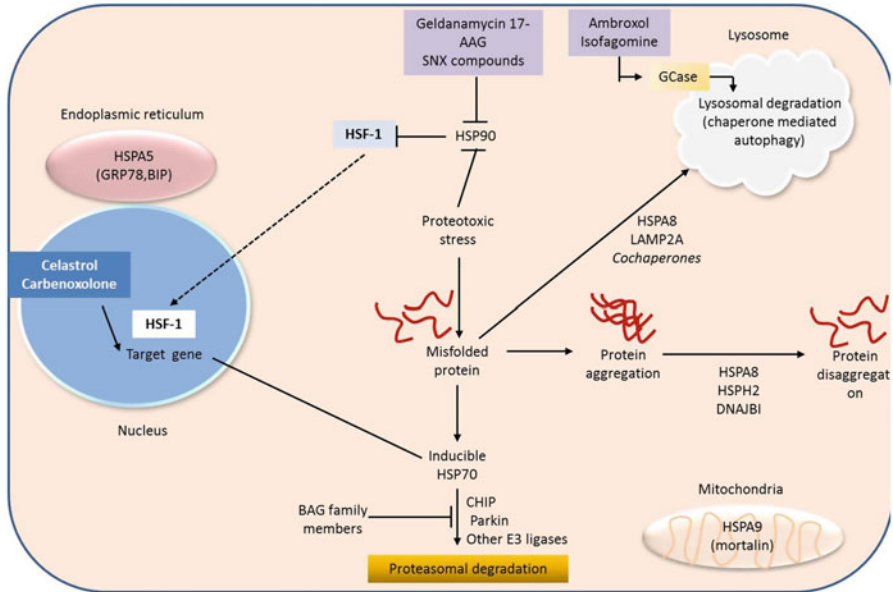 Geldanamycin 17-
AAG
SNX compounds
Ambroxol
Isofagomine
Lysosome
GCase
Lysosomal degradation
(chaperone mediated
autophagy)
Endoplasmic reticulum
HSPA5
(GRP78,BIP)
HSF-1
HSP90
Proteotoxic
stress
HSPA8
LAMP2A
Cochaperones
Celastrol
Carbenoxolone
HSF-1
Target gene
Nucleus
Misfolded
protein
Protein
aggregation
HSPA8
HSPH2
DNAJBI
Protein
disaggregat
on
Inducible
HSP70
BAG family
members
CHIP
Parkin
Other E3 ligases
Proteasomal degradation
Mitochondria
HSPA9
(mortalin)